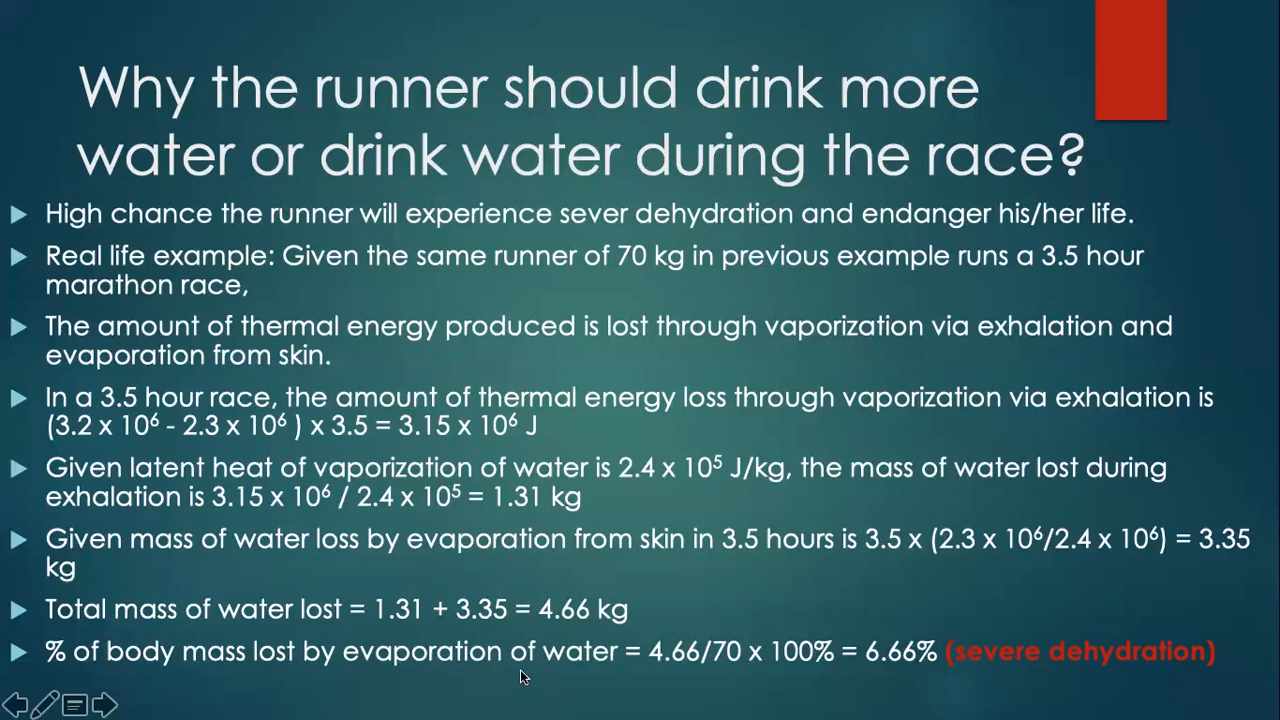 Why the runner should drink more
water or drink water during the race?
High chance the runner will experience sever dehydration and endanger his/her life.
Real life example: Given the same runner of 70 kg in previous example runs a 3.5 hour
marathon race,
The amount of thermal energy produced is lost through vaporization via exhalation and
evaporation from skin.
In a 3.5 hour race, the amount of thermal energy loss through vaporization via exhalation is
(3.2 x 10⁶ - 2.3 x 10⁶ ) x 3.5 = 3.15 x 10⁶ J
Given latent heat of vaporization of water is 2.4 x 10⁵ J/kg, the mass of water lost during
exhalation is 3.15 x 10⁶ / 2.4 x 10⁵ = 1.31 kg
Given mass of water loss by evaporation from skin in 3.5 hours is 3.5 x (2.3 x 10⁶/2.4 x 10⁶) = 3.35
kg
Total mass of water lost = 1.31 + 3.35 = 4.66 kg
% of body mass lost by evaporation of water = 4.66/70 x 100% = 6.66% (severe dehydration)